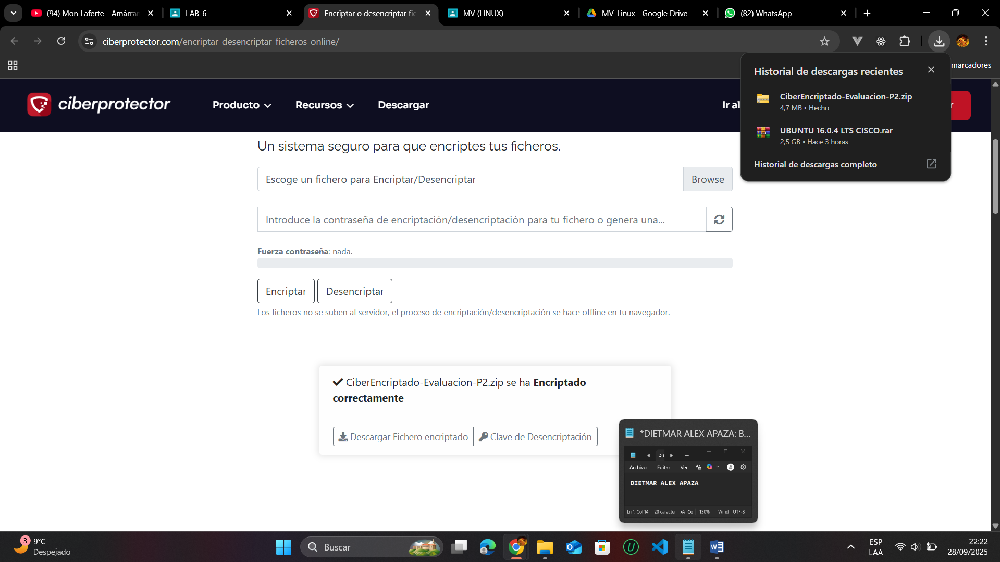 (94) Mon Laferte - Amárrar
LAB_6
Encriptar o desencriptar fic
MV (LINUX)
MV_Linux - Google Drive
(82) WhatsApp
ciberprotector.com/encriptar-desencriptar-ficheros-online/
marcadores
Historial de descargas recientes
CiberEncriptado-Evaluacion-P2.zip
4,7 MB • Hecho
UBUNTU 16.0.4 LTS CISCO.rar
2,5 GB • Hace 3 horas
Historial de descargas completo
ciberprotector
Producto
Recursos
Descargar
Ir al
r
Un sistema seguro para que encriptes tus ficheros.
Escoge un fichero para Encriptar/Desencriptar
Browse
Introduce la contraseña de encriptación/desencriptación para tu fichero o genera una...
Fuerza contraseña: nada.
Encriptar
Desencriptar
Los ficheros no se suben al servidor, el proceso de encriptación/desencriptación se hace offline en tu navegador.
CiberEncriptado-Evaluacion-P2.zip se ha Encriptado
correctamente
Descargar Fichero encriptado
Clave de Desencriptación
*DIETMAR ALEX APAZA: B...
DIE
Archivo Editar Ver
DIETMAR ALEX APAZA
Ln 1, Col 14 20 caracter Co 130% Wind UTF-8
3
9°C
Despejado
Buscar
ESP
LAA
22:22
28/09/2025